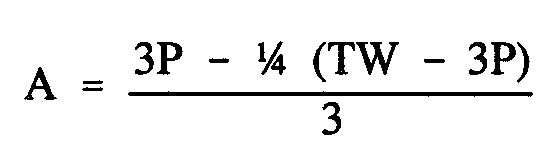 A = 3P - ¼ (TW - 3P)
3